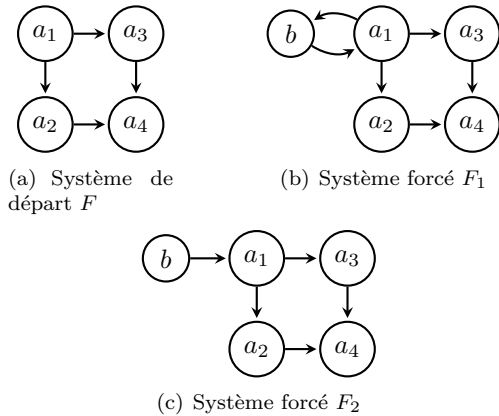 a₁ a₃
a₂ a₄
(a) Système de
départ F
b a₁ a₃
a₂ a₄
(b) Système forcé F₁
b a₁ a₃
a₂ a₄
(c) Système forcé F₂